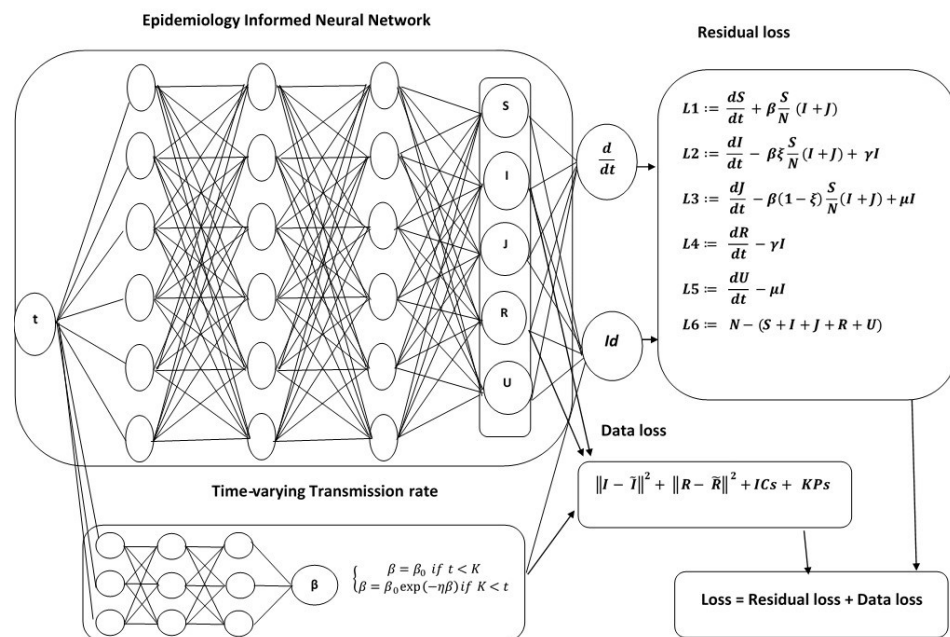 Epidemiology Informed Neural Network
Residual loss
t
S
I
J
R
U
d/dt
Id
L1 := dS/dt + β S/N (I + J)
L2 := dI/dt − βξ S/N (I + J) + γI
L3 := dJ/dt − β(1 − ξ) S/N (I + J) + μI
L4 := dR/dt − γI
L5 := dU/dt − μI
L6 := N − (S + I + J + R + U)
Data loss
‖I − Ĩ‖² + ‖R − R̃‖² + ICs + KPs
Time-varying Transmission rate
β
β = β₀ if t < K
β = β₀ exp(−ηβ) if K < t
Loss = Residual loss + Data loss